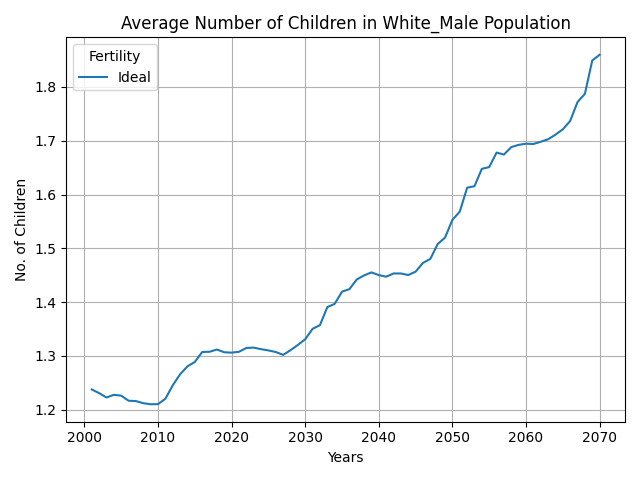 Average Number of Children in White_Male Population
Fertility
Ideal
No. of Children
1.8
1.7
1.6
1.5
1.4
1.3
1.2
2000 2010 2020 2030 2040 2050 2060 2070
Years